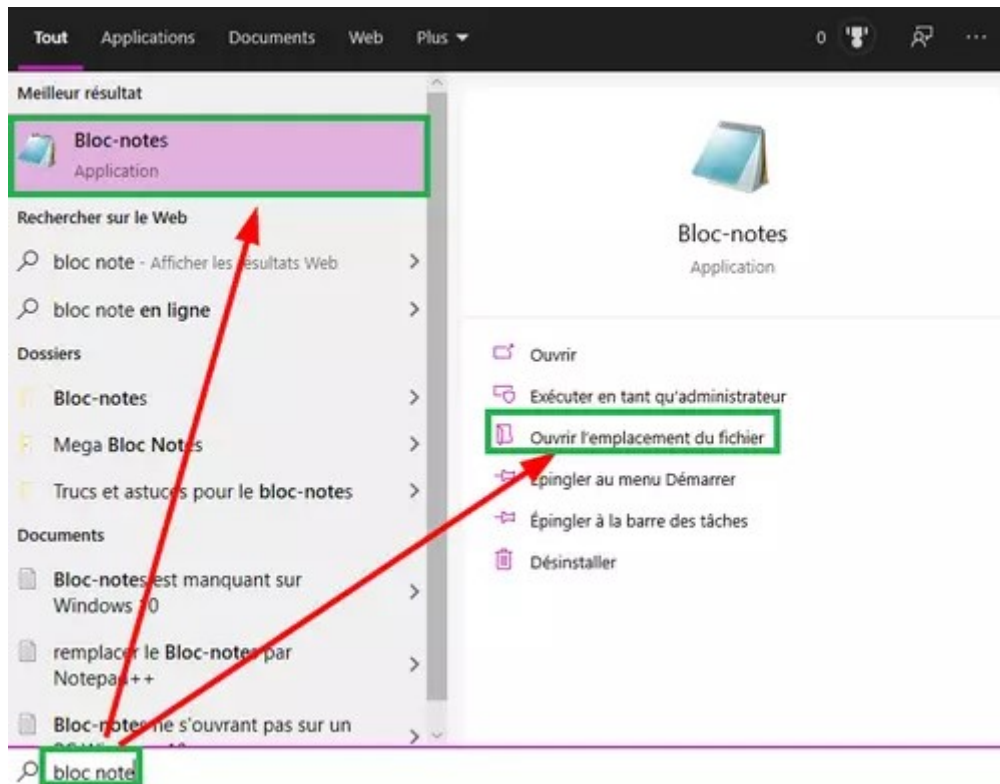 Tout Applications Documents Web Plus
0
Meilleur résultat
Bloc-notes
Application
Rechercher sur le Web
bloc note - Afficher les résultats Web
bloc note en ligne
Dossiers
Bloc-notes
Mega Bloc Notes
Trucs et astuces pour le bloc-notes
Documents
Bloc-notes est manquant sur
Windows 10
remplacer le Bloc-notes par
Notepad++
Bloc-notes ne s'ouvrant pas sur un
bloc note
Bloc-notes
Application
Ouvrir
Exécuter en tant qu'administrateur
Ouvrir l'emplacement du fichier
Épingler au menu Démarrer
Épingler à la barre des tâches
Désinstaller